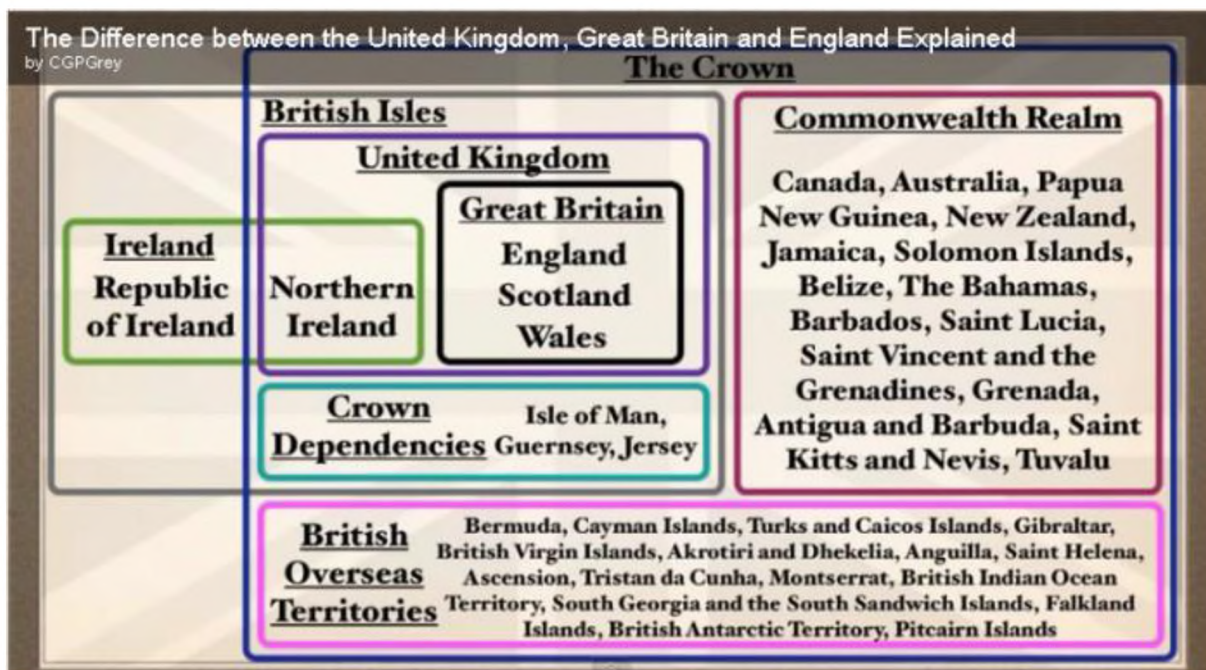 The Difference between the United Kingdom, Great Britain and England Explained
by CGPGrey
The Crown
British Isles
United Kingdom
Great Britain
England
Scotland
Wales
Ireland
Republic
of Ireland
Northern
Ireland
Crown
Dependencies
Isle of Man,
Guernsey, Jersey
Commonwealth Realm
Canada, Australia, Papua
New Guinea, New Zealand,
Jamaica, Solomon Islands,
Belize, The Bahamas,
Barbados, Saint Lucia,
Saint Vincent and the
Grenadines, Grenada,
Antigua and Barbuda, Saint
Kitts and Nevis, Tuvalu
British
Overseas
Territories
Bermuda, Cayman Islands, Turks and Caicos Islands, Gibraltar,
British Virgin Islands, Akrotiri and Dhekelia, Anguilla, Saint Helena,
Ascension, Tristan da Cunha, Montserrat, British Indian Ocean
Territory, South Georgia and the South Sandwich Islands, Falkland
Islands, British Antarctic Territory, Pitcairn Islands